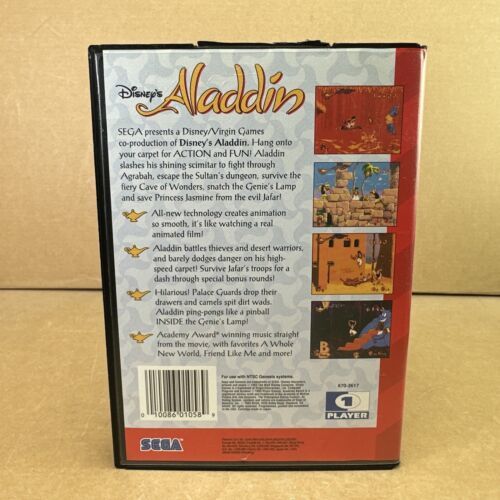 Disney's Aladdin
SEGA presents a Disney/Virgin Games
co-production of Disney's Aladdin. Hang onto
your carpet for ACTION and FUN! Aladdin
slashes his shining scimitar to fight through
Agrabah, escape the Sultan's dungeon, survive the
fiery Cave of Wonders, snatch the Genie's Lamp
and save Princess Jasmine from the evil Jafar!
All-new technology creates animation
so smooth, it's like watching a real
animated film!
Aladdin battles thieves and desert warriors,
and barely dodges danger on his high-
speed carpet! Survive Jafar's troops for a
dash through special bonus rounds!
Hilarious! Palace Guards drop their
drawers and camels spit dirt wads.
Aladdin ping-pongs like a pinball
INSIDE the Genie's Lamp!
Academy Award® winning music straight
from the movie, with favorites A Whole
New World, Friend Like Me and more!
0 10086 01058 9
For use with NTSC Genesis systems.
670-3617
1
PLAYER
SEGA